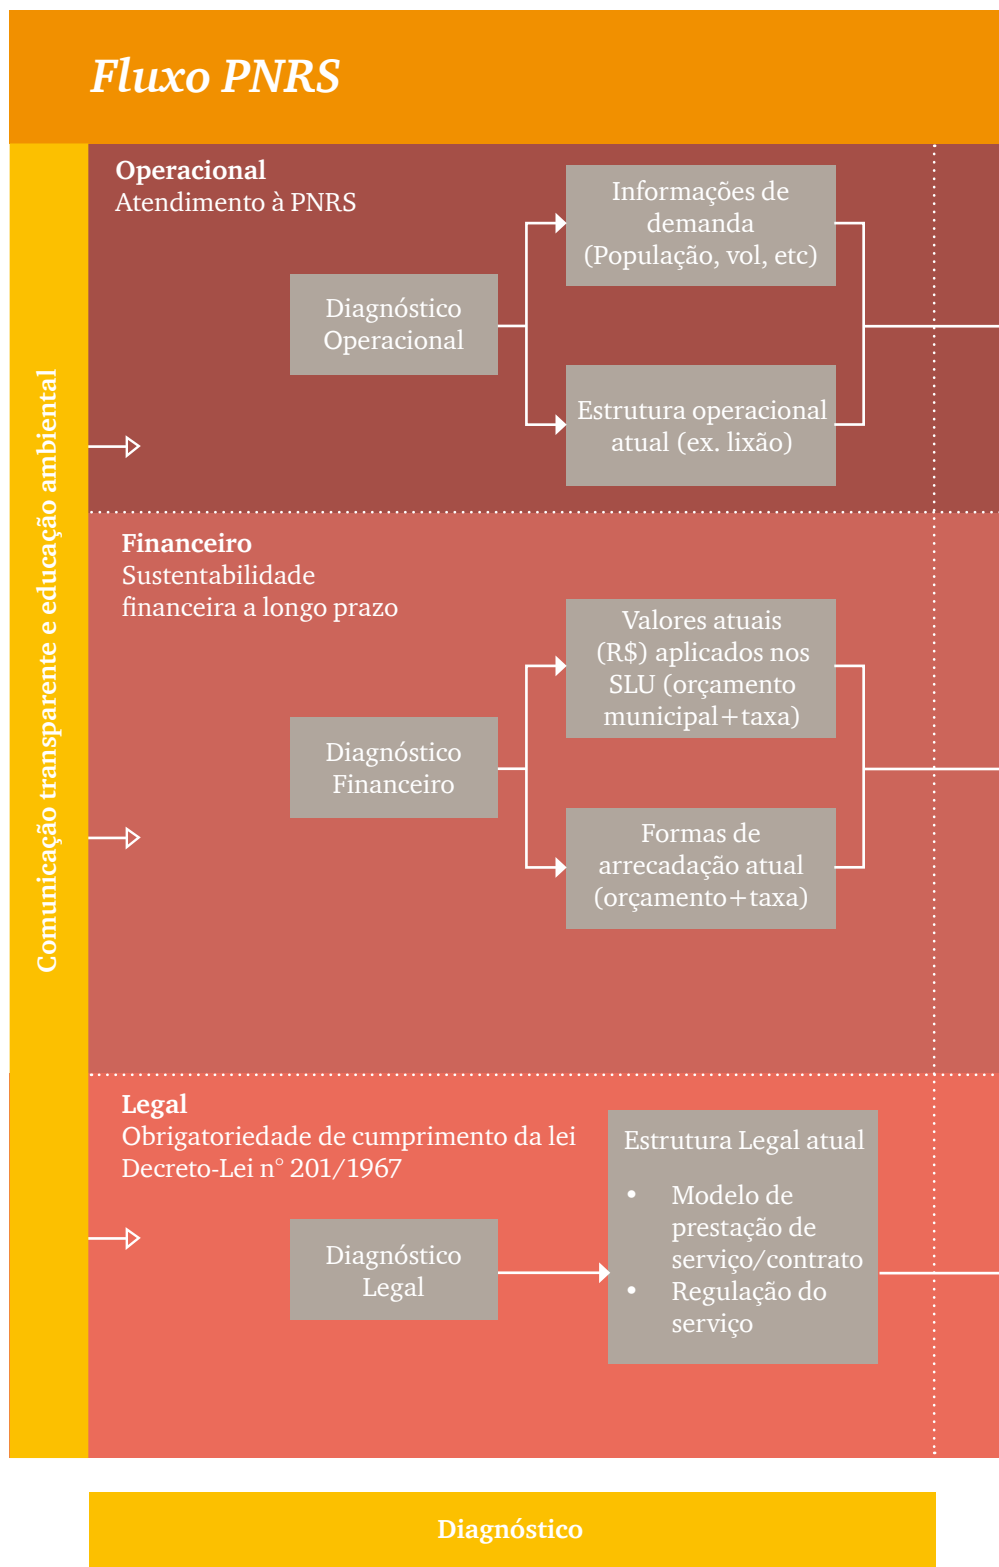 Fluxo PNRS
Comunicação transparente e educação ambiental
Operacional
Atendimento à PNRS
Diagnóstico
Operacional
Informações de
demanda
(População, vol, etc)
Estrutura operacional
atual (ex. lixão)
Financeiro
Sustentabilidade
financeira a longo prazo
Diagnóstico
Financeiro
Valores atuais
(R$) aplicados nos
SLU (orçamento
municipal+taxa)
Formas de
arrecadação atual
(orçamento+taxa)
Legal
Obrigatoriedade de cumprimento da lei
Decreto-Lei n° 201/1967
Diagnóstico
Legal
Estrutura Legal atual
• Modelo de
prestação de
serviço/contrato
• Regulação do
serviço
Diagnóstico